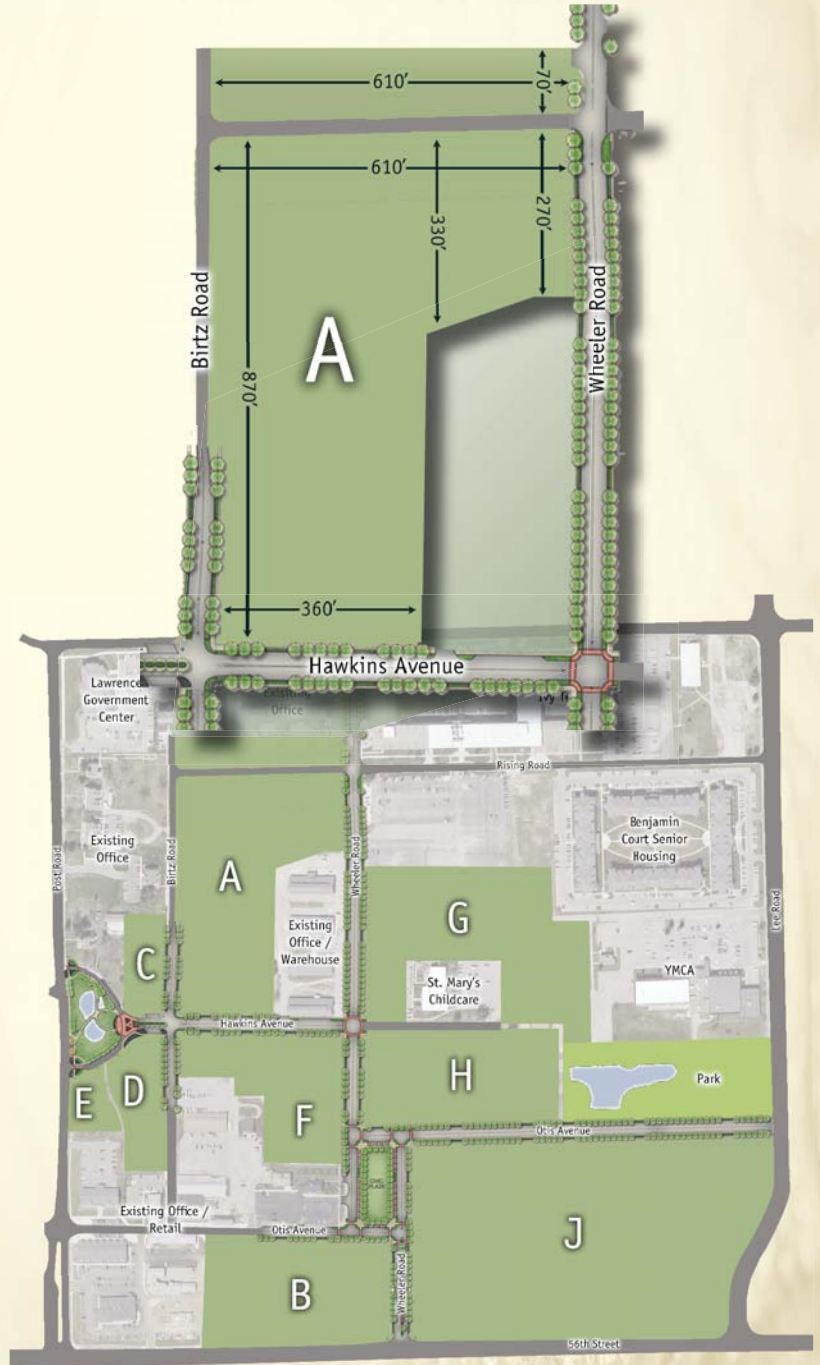 610'
70'
610'
330'
270'
Birtz Road
A
Wheeler Road
870'
360'
Hawkins Avenue
Lawrence
Government
Center
Existing
Office
Rising Road
Post Road
Existing
Office
Birtz Road
A
Wheeler Road
Benjamin
Court Senior
Housing
Lee Road
C
Existing
Office /
Warehouse
G
St. Mary's
Childcare
YMCA
Hawkins Avenue
E
D
F
H
Park
Otis Avenue
Existing Office /
Retail
Otis Avenue
J
B
Wheeler Road
56th Street